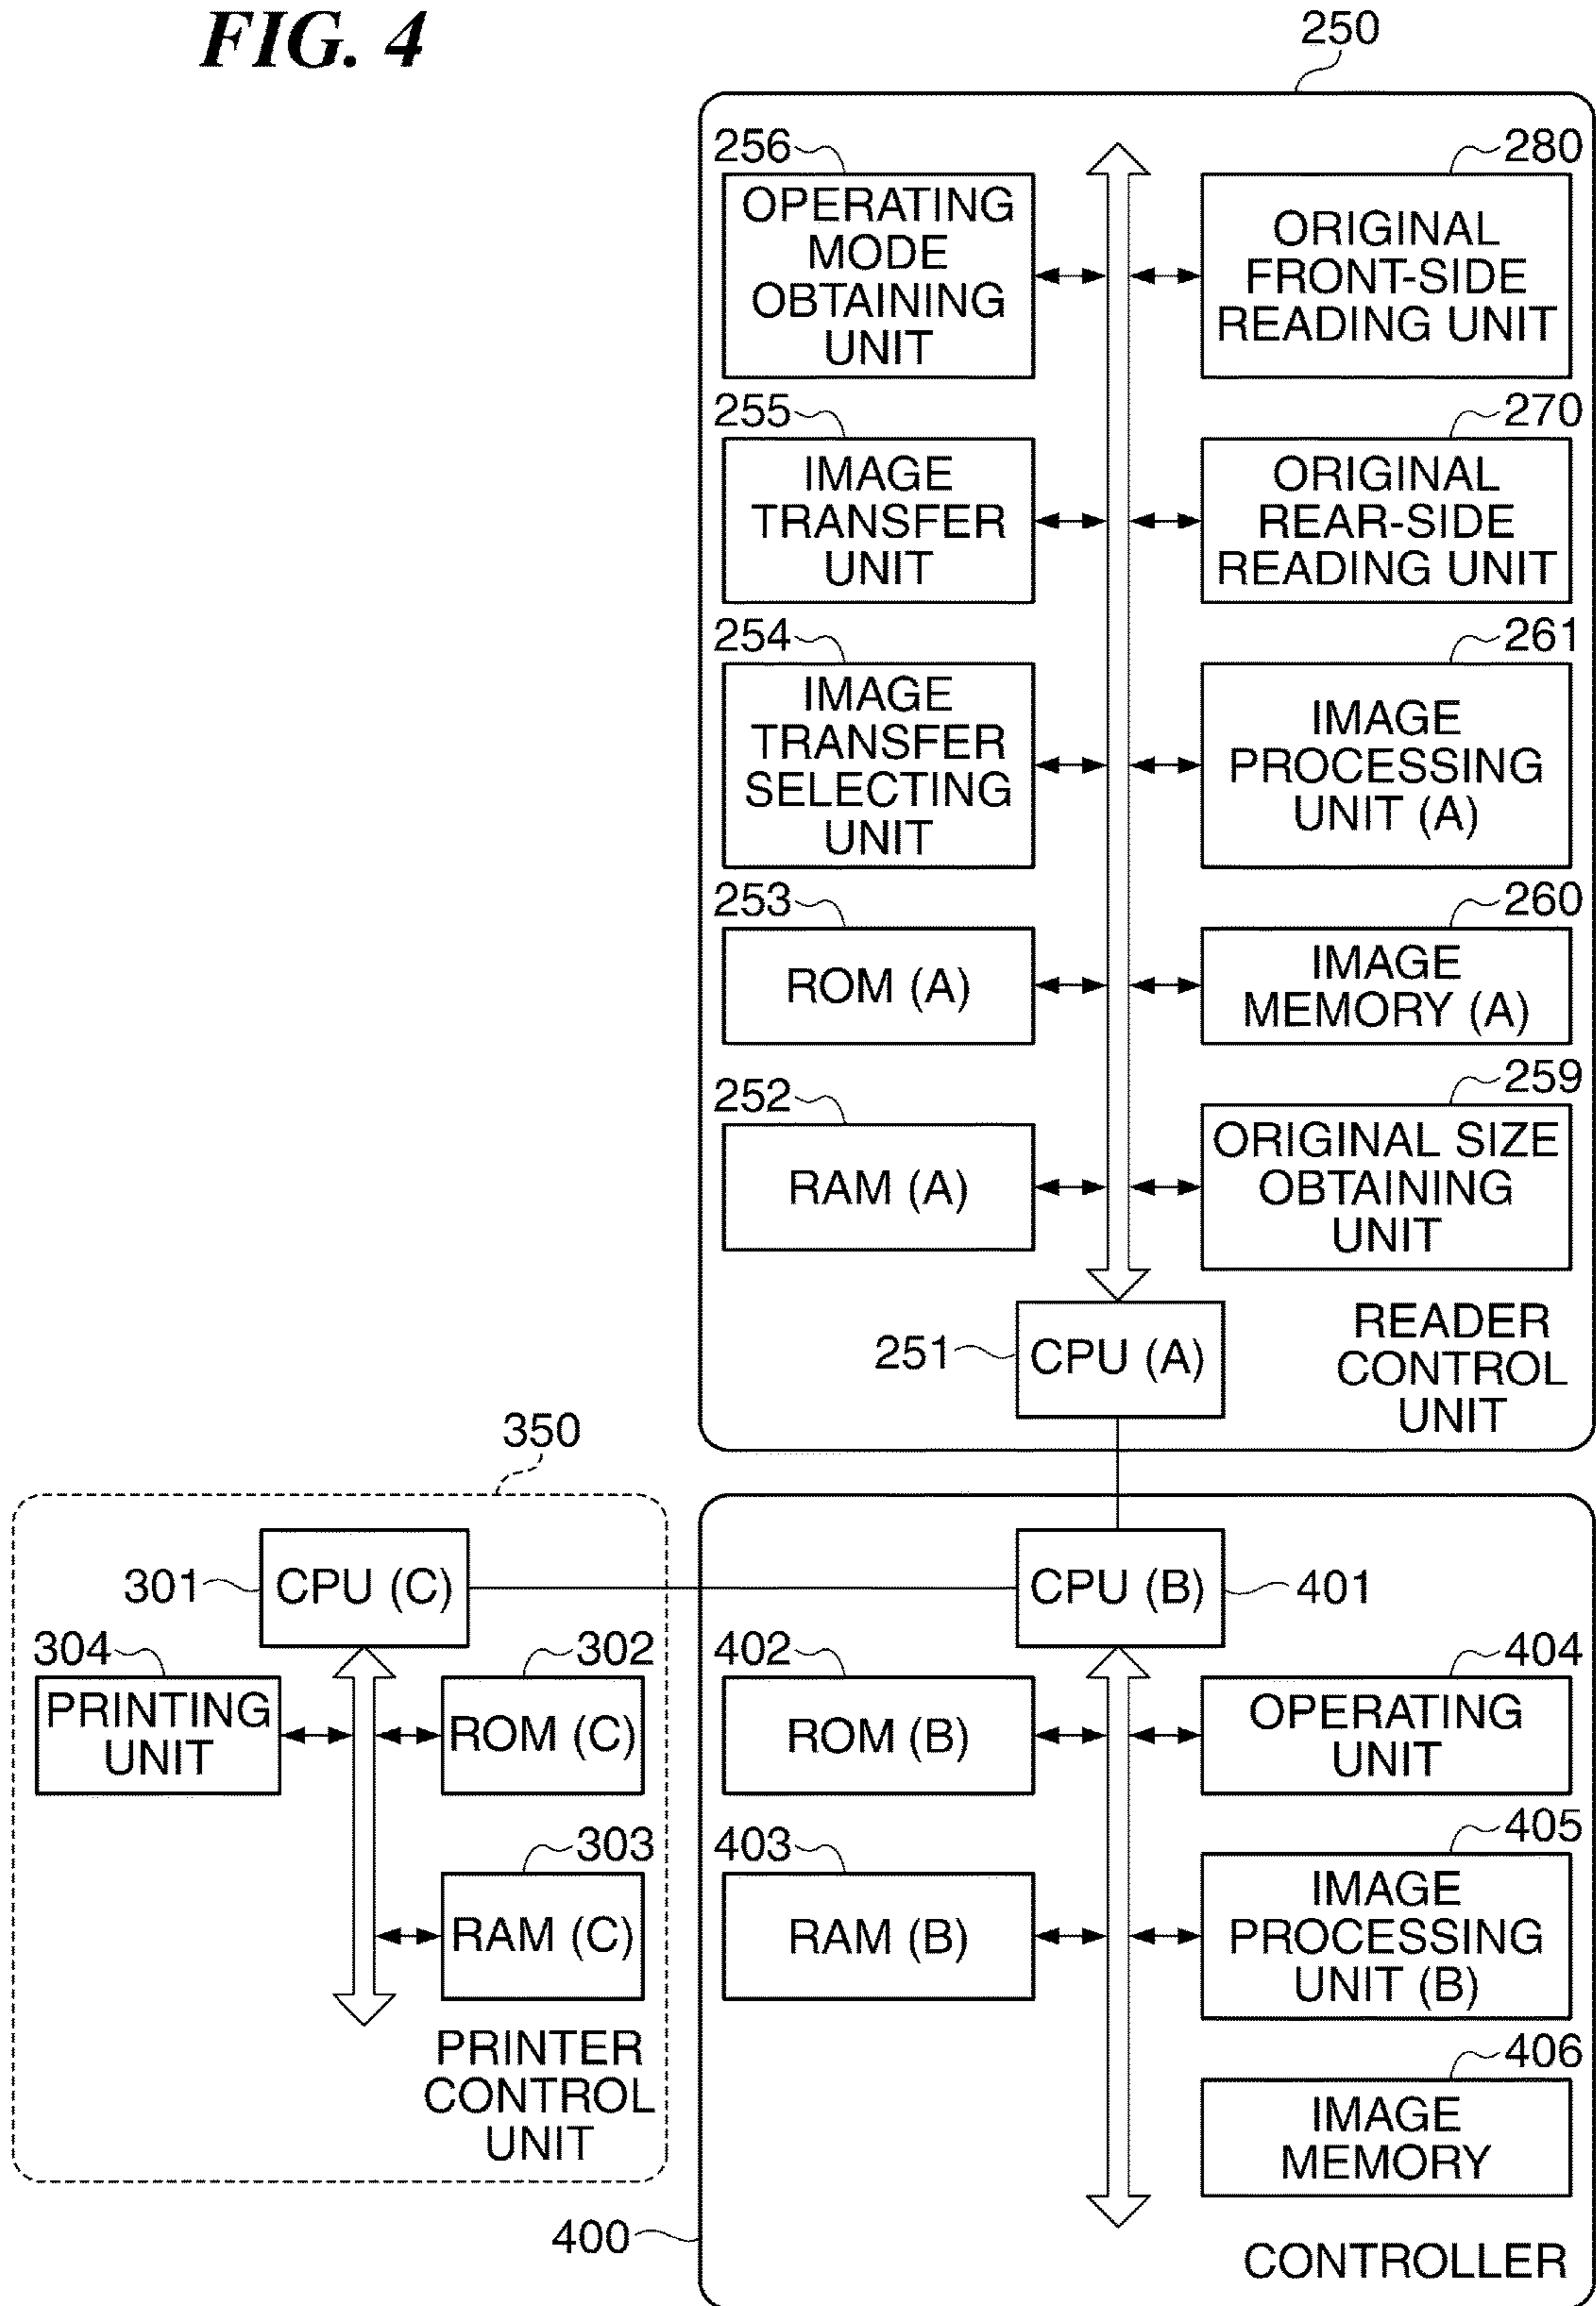 FIG. 4
250
256
OPERATING
MODE
OBTAINING
UNIT
280
ORIGINAL
FRONT-SIDE
READING UNIT
255
IMAGE
TRANSFER
UNIT
270
ORIGINAL
REAR-SIDE
READING UNIT
254
IMAGE
TRANSFER
SELECTING
UNIT
261
IMAGE
PROCESSING
UNIT (A)
253
ROM (A)
260
IMAGE
MEMORY (A)
252
RAM (A)
259
ORIGINAL SIZE
OBTAINING
UNIT
251
CPU (A)
READER
CONTROL
UNIT
350
301
CPU (C)
304
PRINTING
UNIT
302
ROM (C)
303
RAM (C)
PRINTER
CONTROL
UNIT
CPU (B)
401
402
ROM (B)
404
OPERATING
UNIT
403
RAM (B)
405
IMAGE
PROCESSING
UNIT (B)
406
IMAGE
MEMORY
400
CONTROLLER